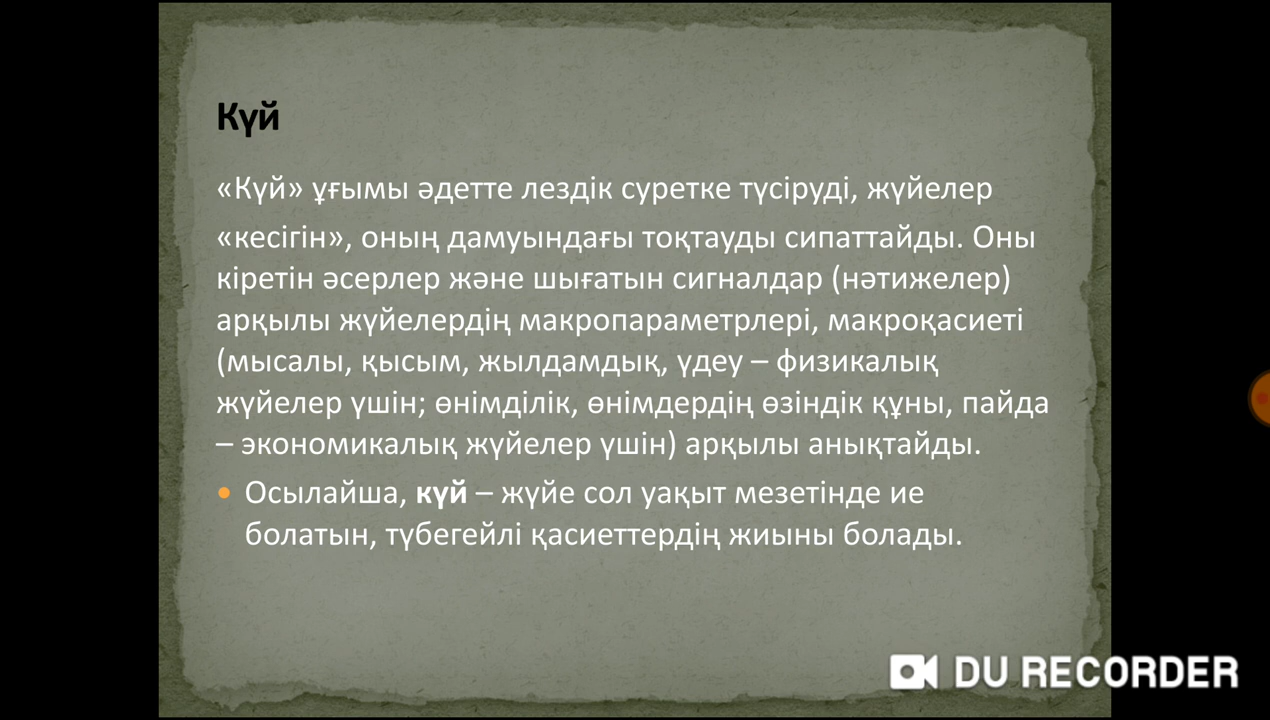 Күй
«Күй» ұғымы әдетте лездік суретке түсіруді, жүйелер
«кесігін», оның дамуындағы тоқтауды сипаттайды. Оны
кіретін әсерлер және шығатын сигналдар (нәтижелер)
арқылы жүйелердің макропараметрлері, макроқасиеті
(мысалы, қысым, жылдамдық, үдеу – физикалық
жүйелер үшін; өнімділік, өнімдердің өзіндік құны, пайда
– экономикалық жүйелер үшін) арқылы анықтайды.
• Осылайша, күй – жүйе сол уақыт мезетінде ие
болатын, түбегейлі қасиеттердің жиыны болады.
DU RECORDER